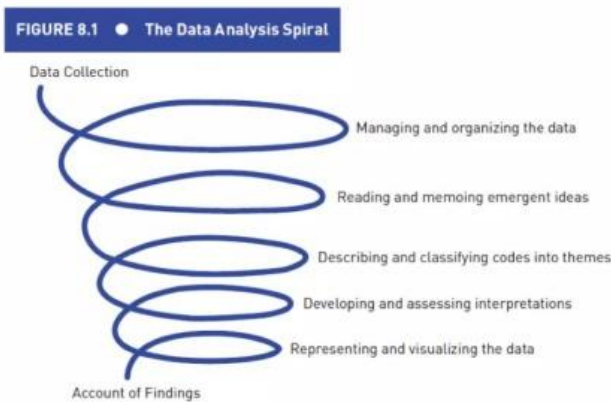 FIGURE 8.1 ● The Data Analysis Spiral
Data Collection
Managing and organizing the data
Reading and memoing emergent ideas
Describing and classifying codes into themes
Developing and assessing interpretations
Representing and visualizing the data
Account of Findings